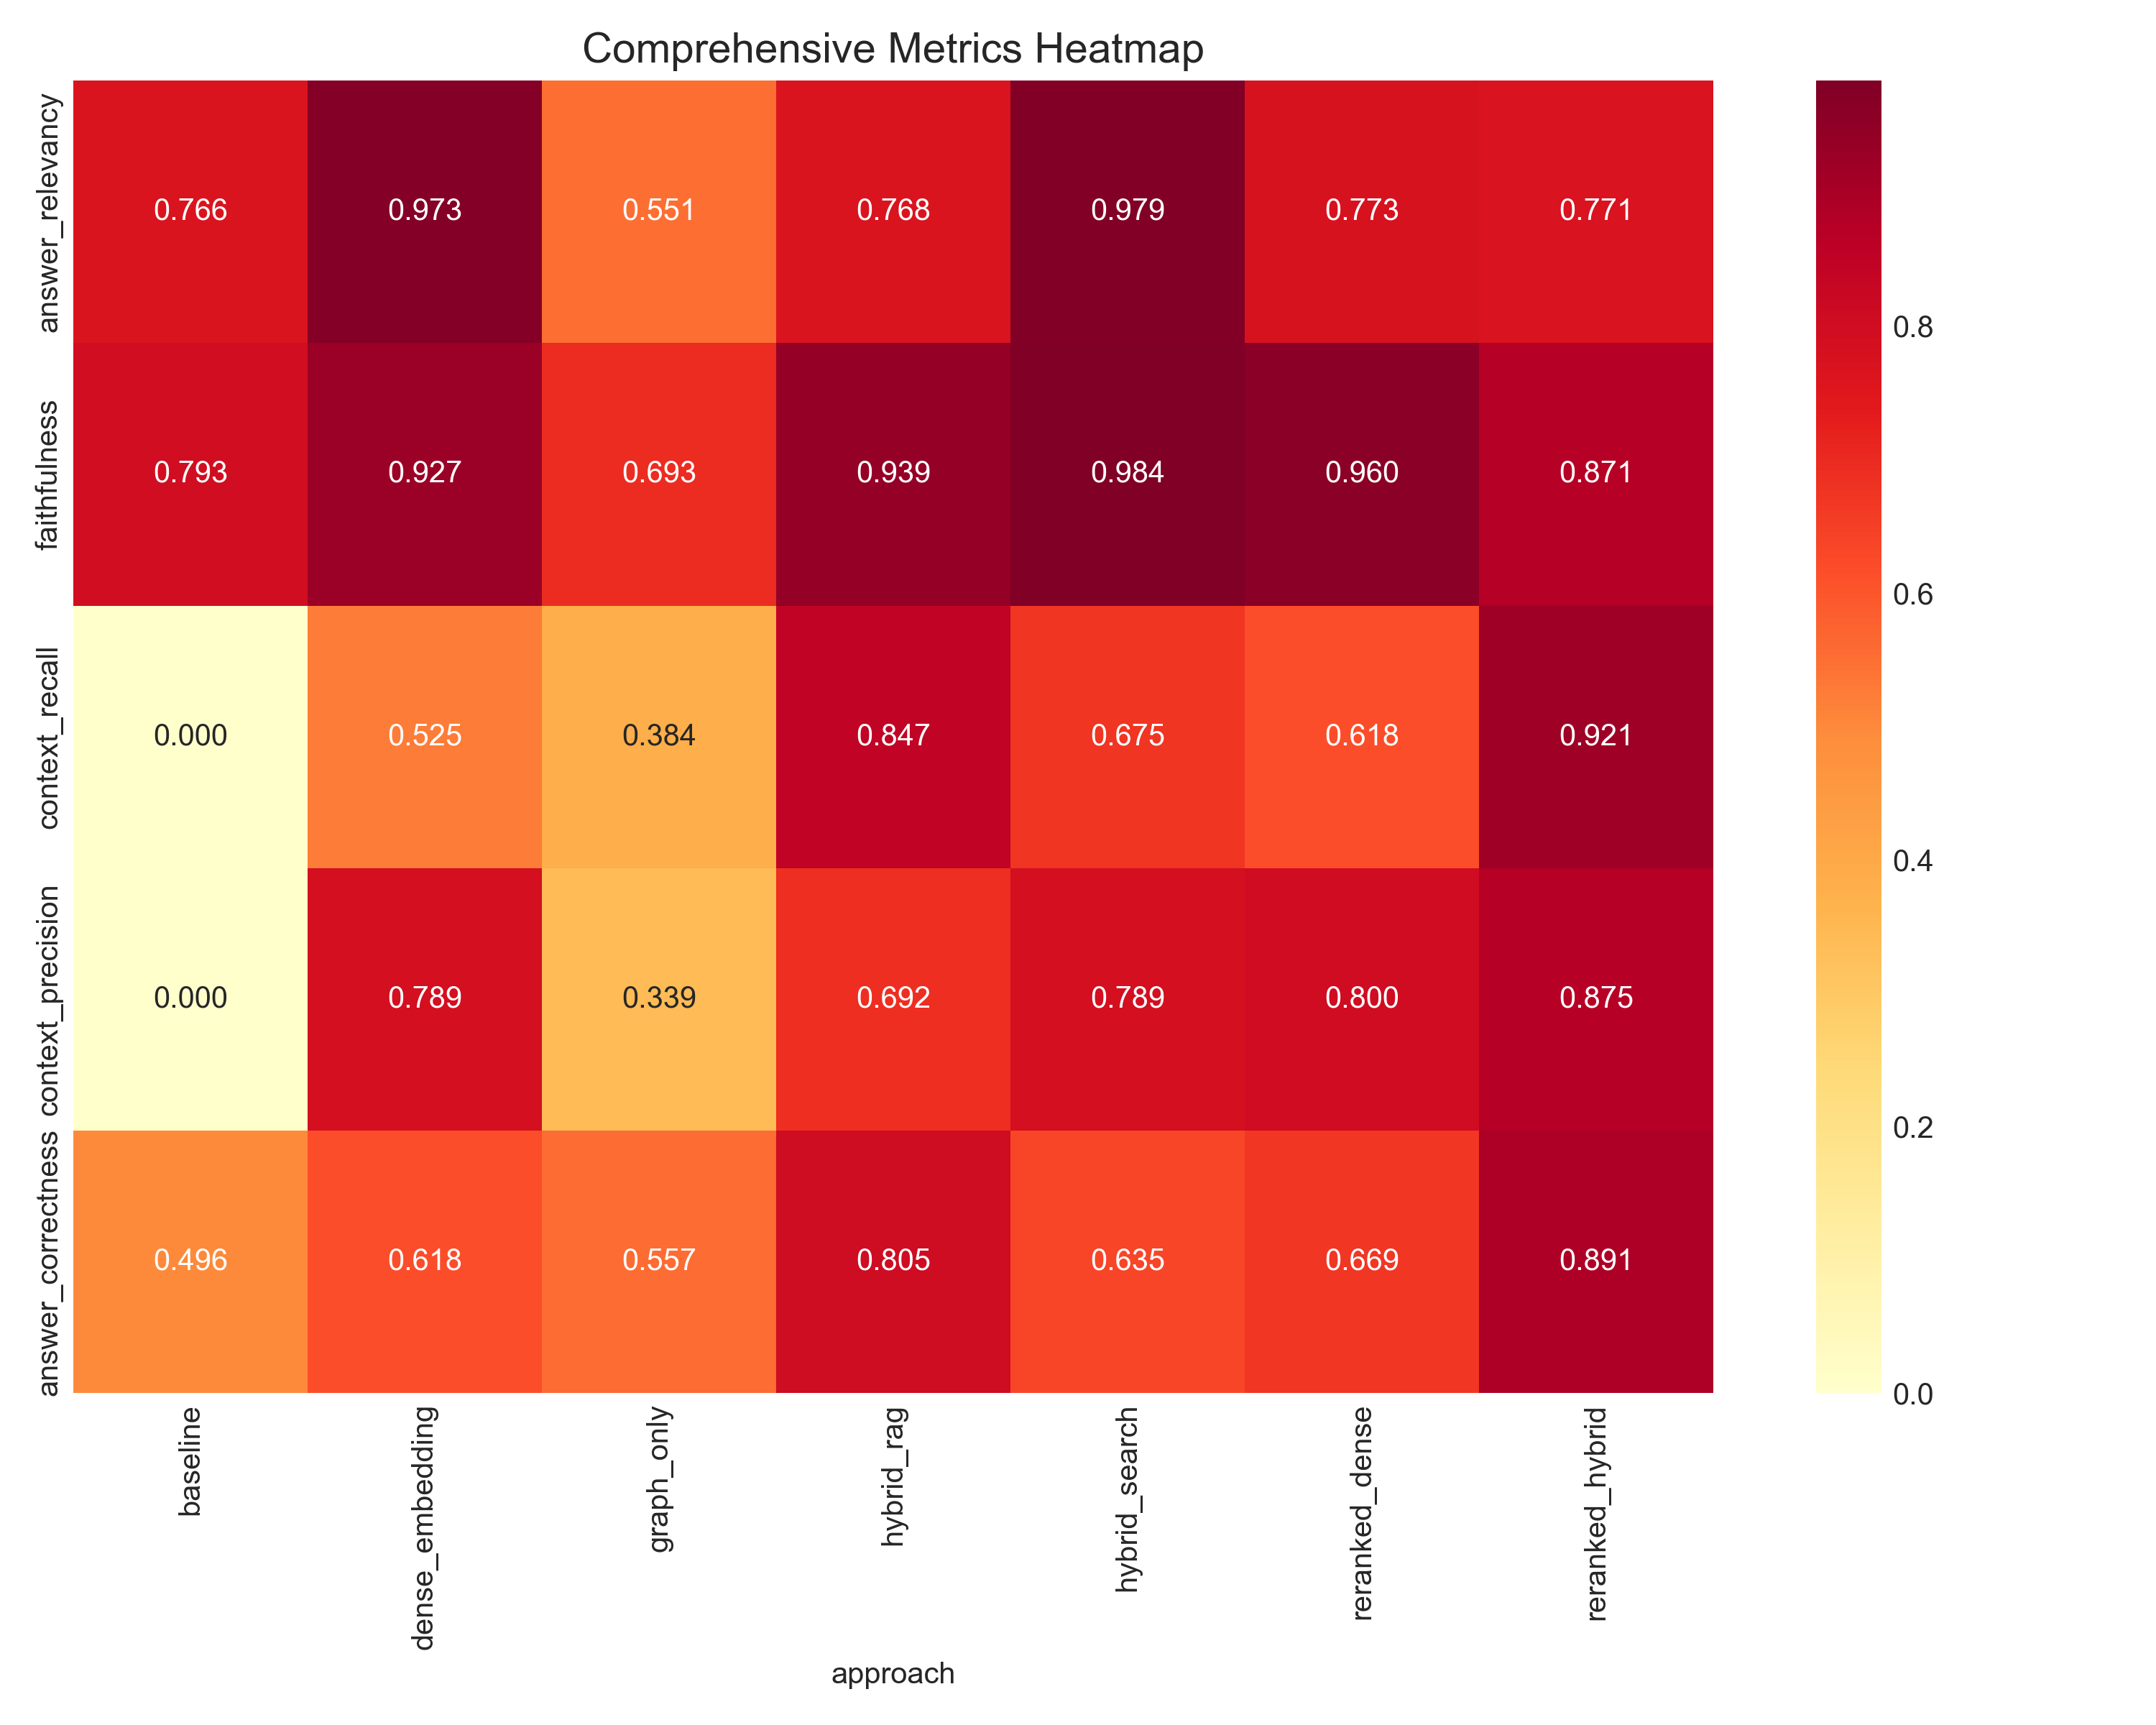 Comprehensive Metrics Heatmap
answer_relevancy
0.766 0.973 0.551 0.768 0.979 0.773 0.771
faithfulness
0.793 0.927 0.693 0.939 0.984 0.960 0.871
context_recall
0.000 0.525 0.384 0.847 0.675 0.618 0.921
context_precision
0.000 0.789 0.339 0.692 0.789 0.800 0.875
answer_correctness
0.496 0.618 0.557 0.805 0.635 0.669 0.891
baseline
dense_embedding
graph_only
hybrid_rag
hybrid_search
reranked_dense
reranked_hybrid
approach
0.8
0.6
0.4
0.2
0.0